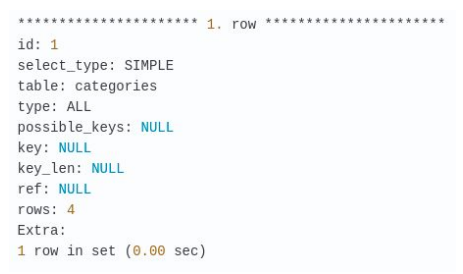 ********************** 1. row **********************
id: 1
select_type: SIMPLE
table: categories
type: ALL
possible_keys: NULL
key: NULL
key_len: NULL
ref: NULL
rows: 4
Extra:
1 row in set (0.00 sec)